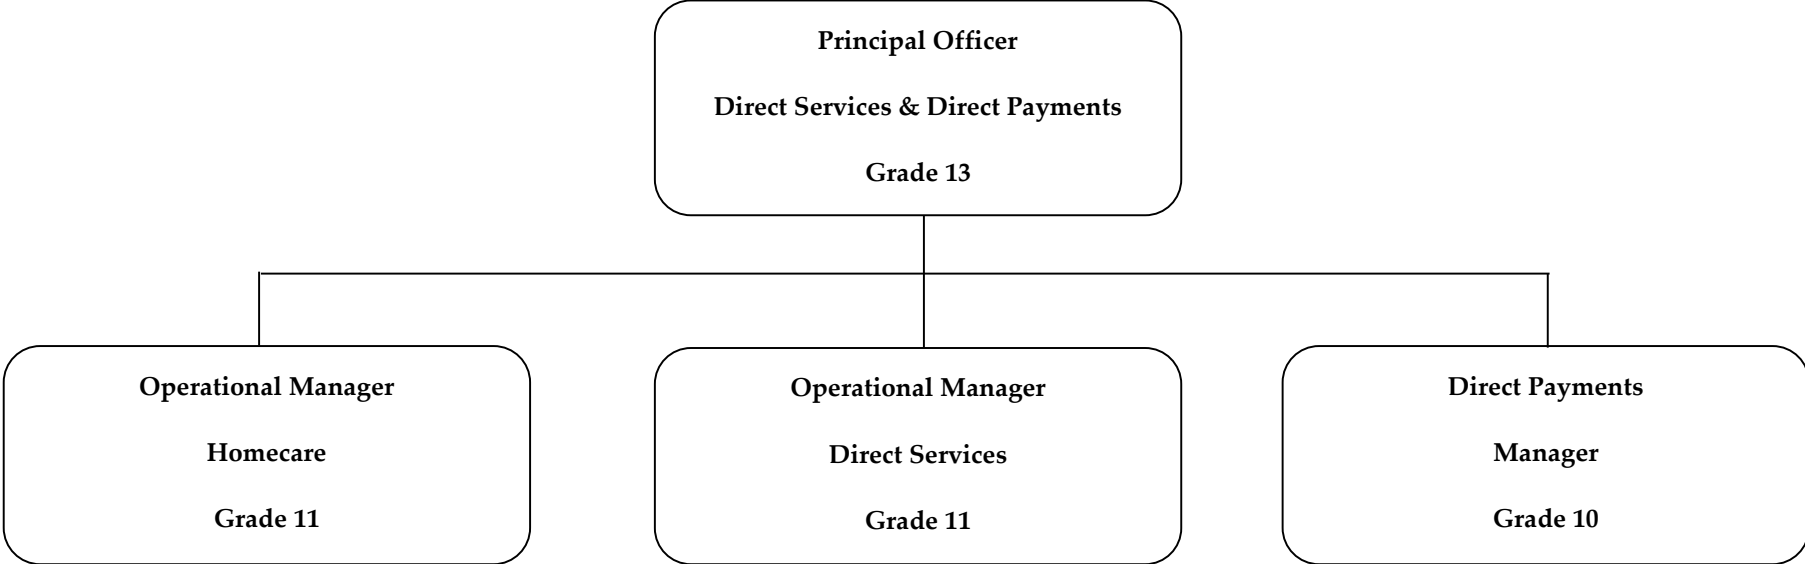 Principal Officer
Direct Services & Direct Payments
Grade 13
Operational Manager
Homecare
Grade 11
Operational Manager
Direct Services
Grade 11
Direct Payments
Manager
Grade 10